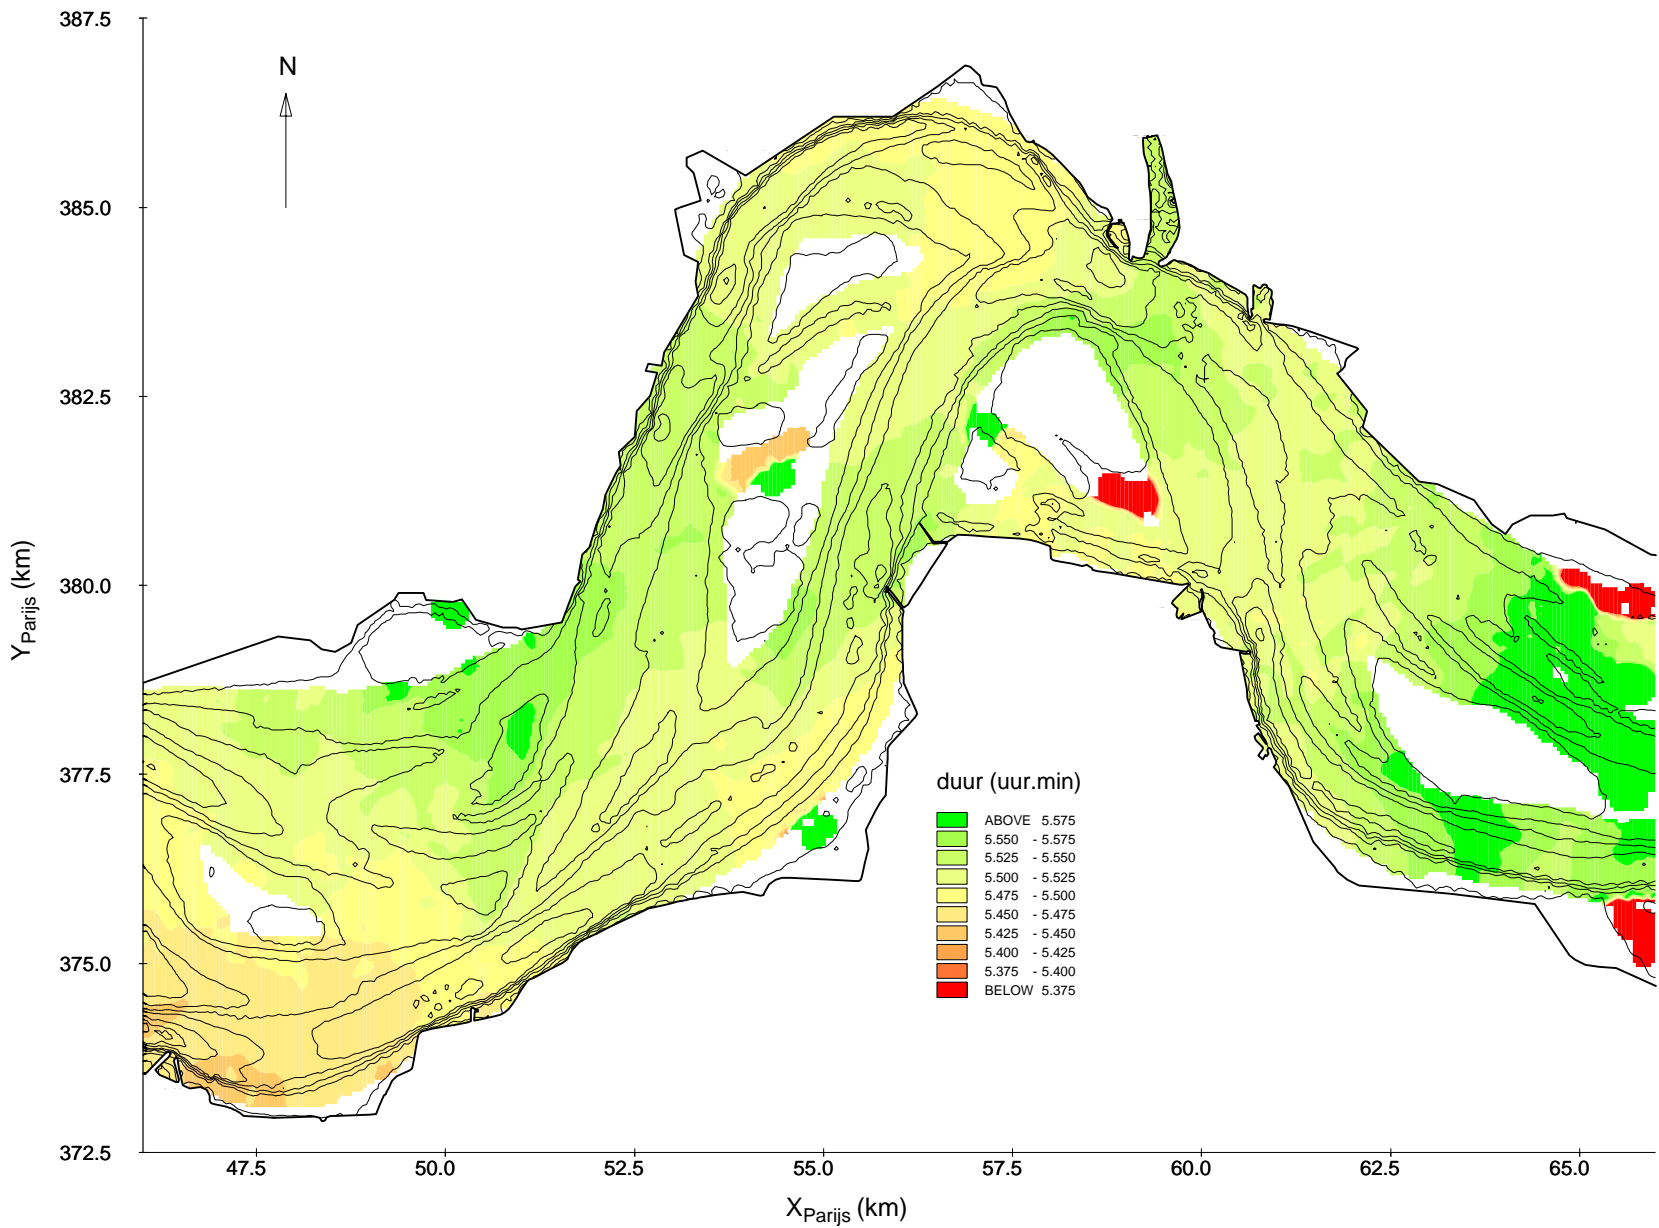 387.5
385.0
382.5
380.0
377.5
375.0
372.5
Y Parijs (km)
N
duur (uur.min)
ABOVE 5.575
5.550 - 5.575
5.525 - 5.550
5.500 - 5.525
5.475 - 5.500
5.450 - 5.475
5.425 - 5.450
5.400 - 5.425
5.375 - 5.400
BELOW 5.375
47.5 50.0 52.5 55.0 57.5 60.0 62.5 65.0
X Parijs (km)